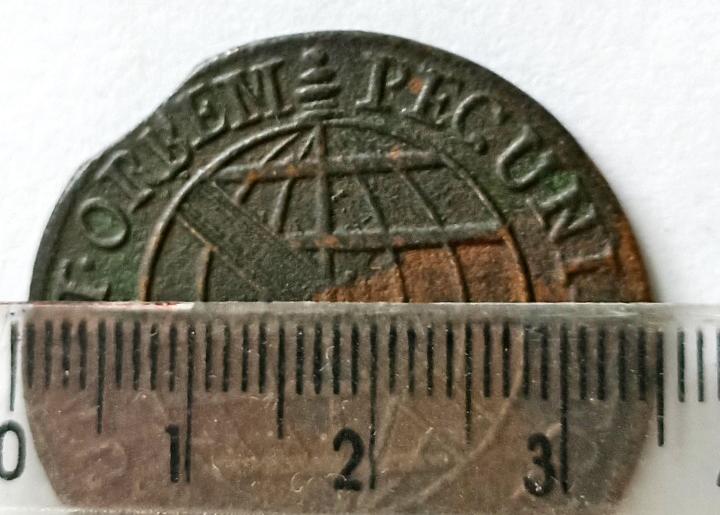 T.ORBEM PECUNI
0 1 2 3